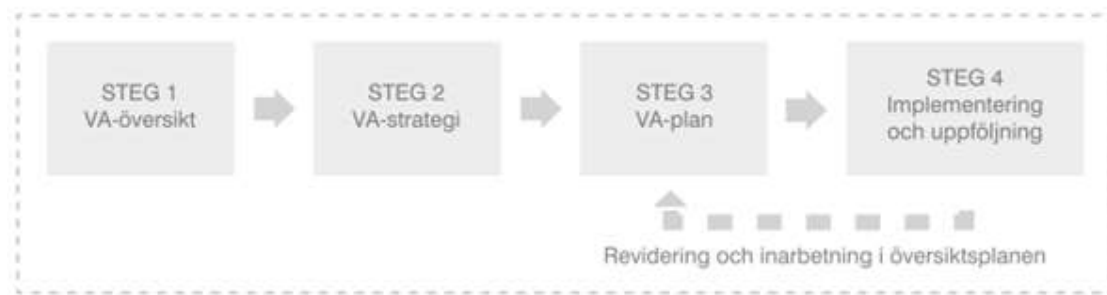 STEG 1
VA-översikt
STEG 2
VA-strategi
STEG 3
VA-plan
STEG 4
Implementering
och uppföljning
Revidering och inarbetning i översiktsplanen